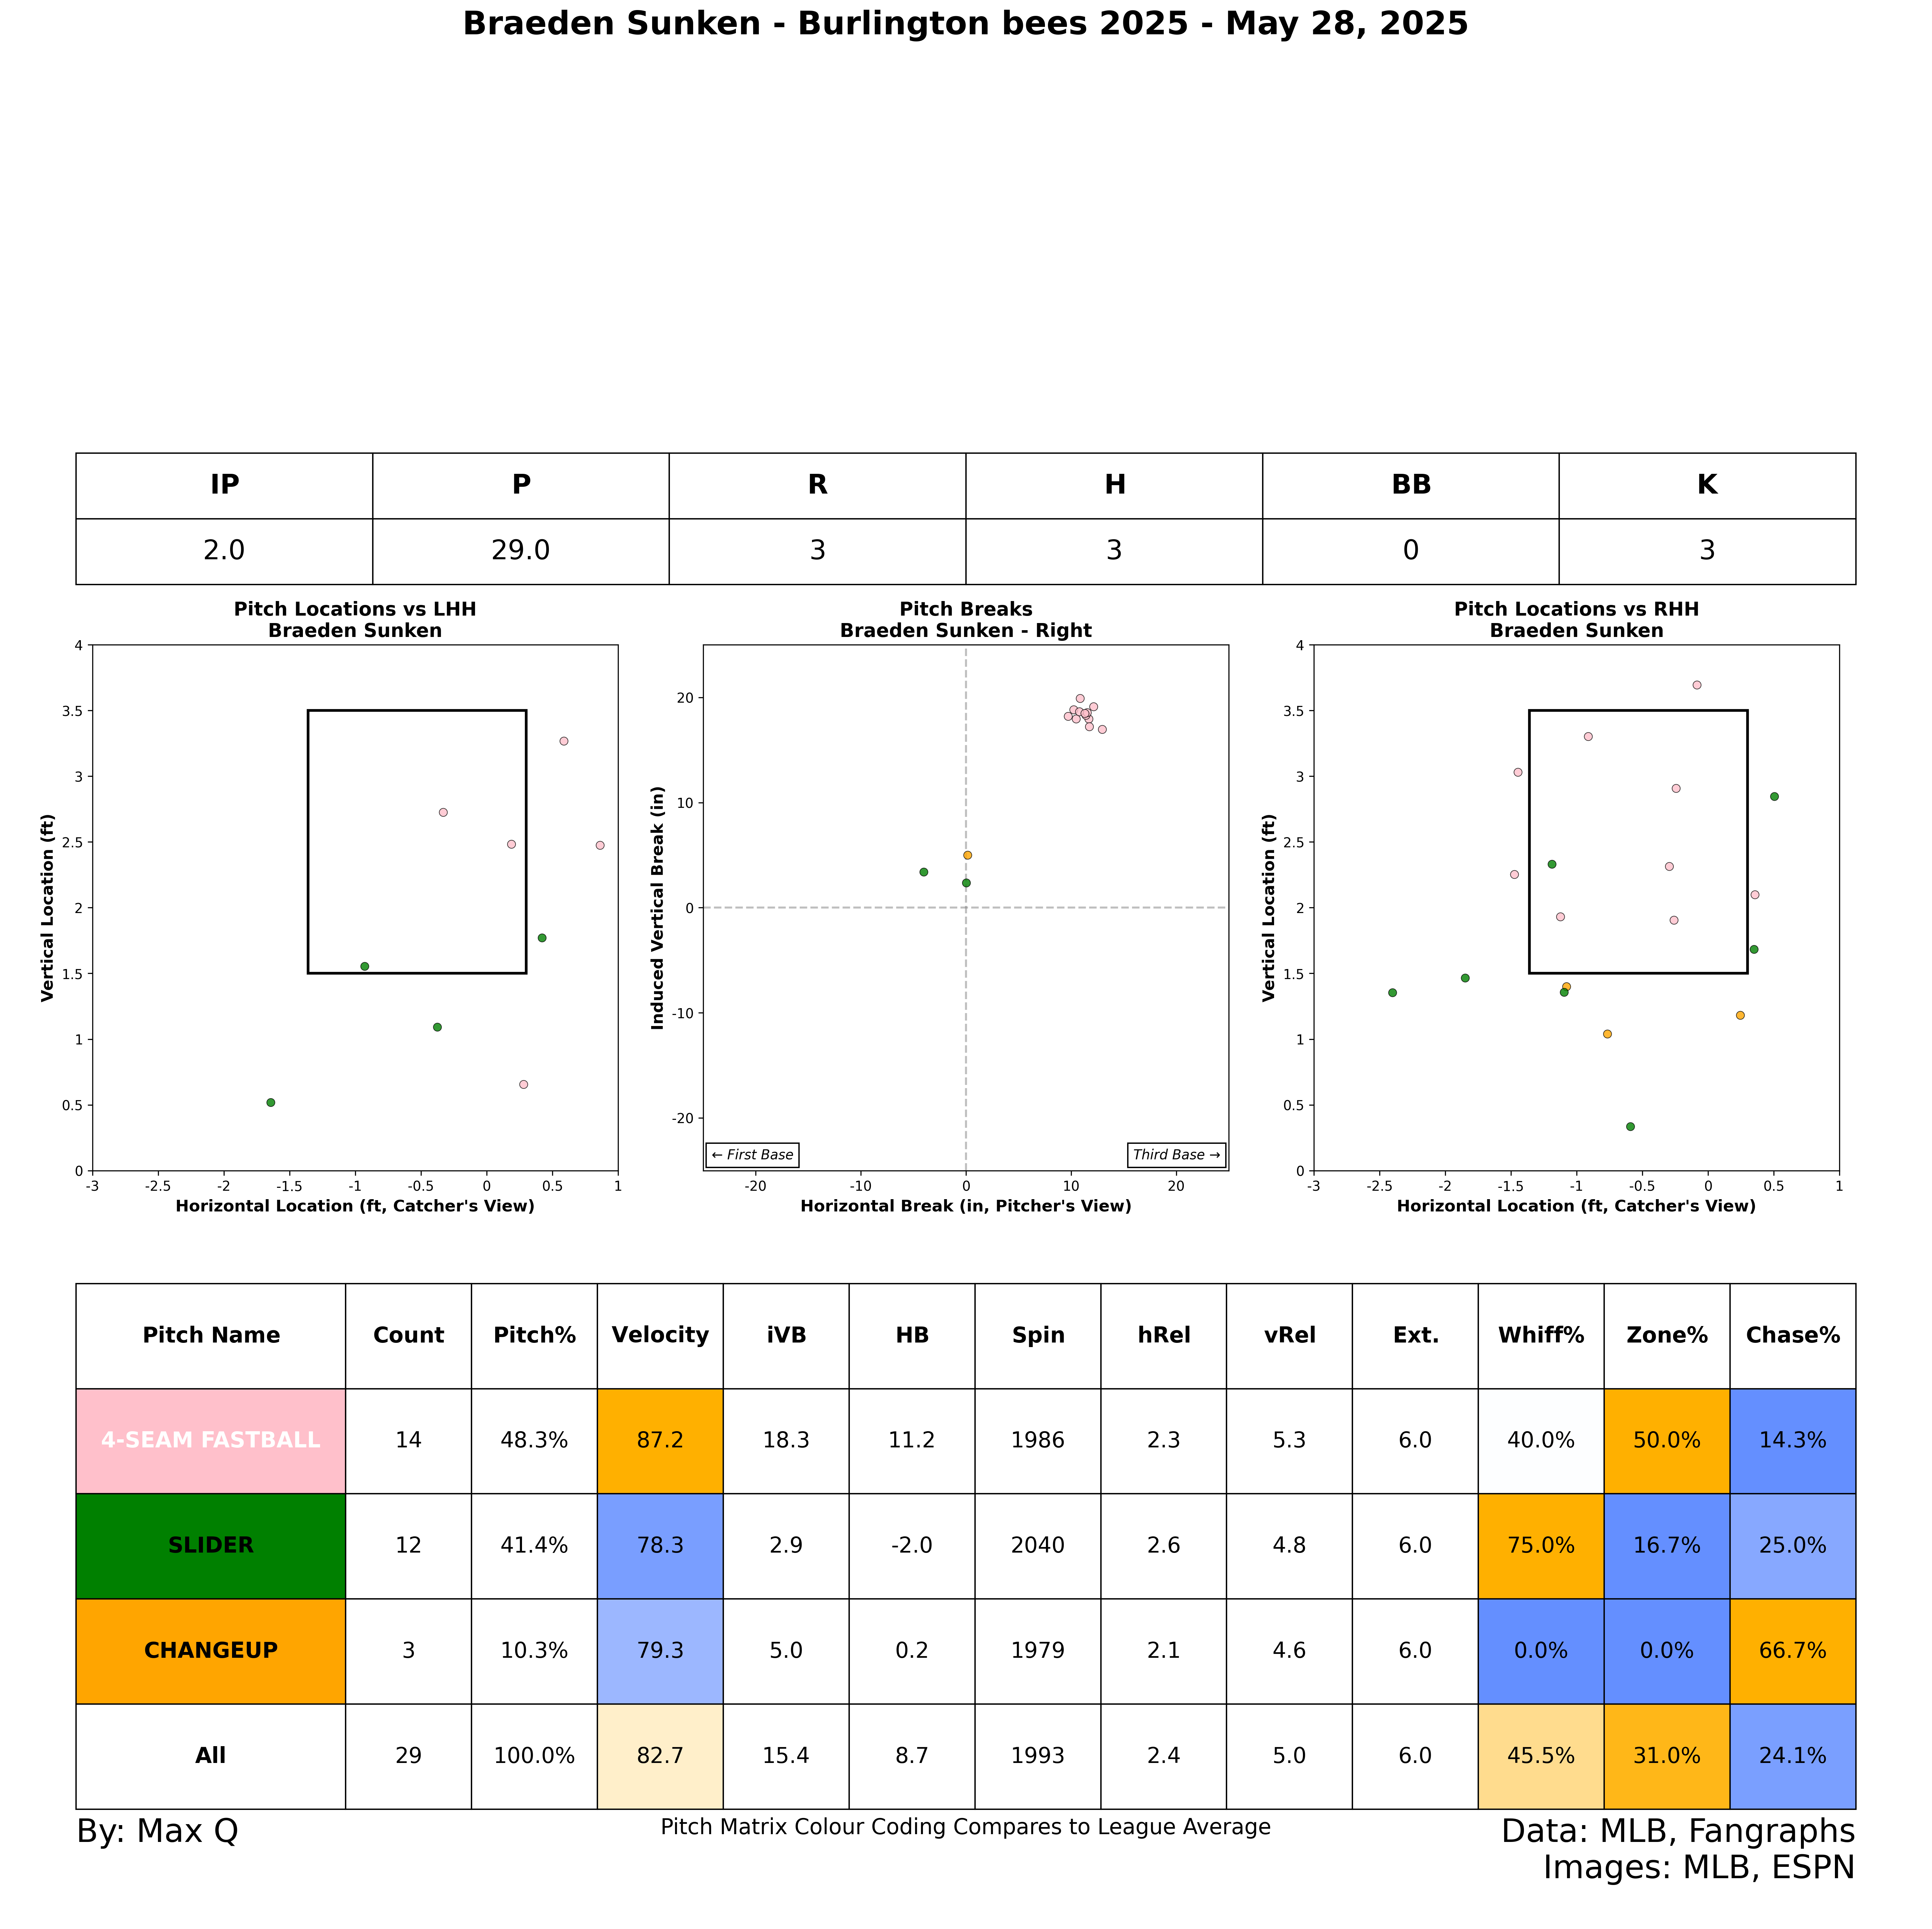 Braeden Sunken - Burlington bees 2025 - May 28, 2025
IP P R H BB K
2.0 29.0 3 3 0 3
Pitch Locations vs LHH
Braeden Sunken
4
3.5
3
2.5
2
1.5
1
0.5
0
-3 -2.5 -2 -1.5 -1 -0.5 0 0.5 1
Vertical Location (ft)
Horizontal Location (ft, Catcher's View)
Pitch Breaks
Braeden Sunken - Right
20
10
0
-10
-20
-20 -10 0 10 20
Induced Vertical Break (in)
← First Base
Third Base →
Horizontal Break (in, Pitcher's View)
Pitch Locations vs RHH
Braeden Sunken
4
3.5
3
2.5
2
1.5
1
0.5
0
-3 -2.5 -2 -1.5 -1 -0.5 0 0.5 1
Vertical Location (ft)
Horizontal Location (ft, Catcher's View)
Pitch Name Count Pitch% Velocity iVB HB Spin hRel vRel Ext. Whiff% Zone% Chase%
4-SEAM FASTBALL 14 48.3% 87.2 18.3 11.2 1986 2.3 5.3 6.0 40.0% 50.0% 14.3%
SLIDER 12 41.4% 78.3 2.9 -2.0 2040 2.6 4.8 6.0 75.0% 16.7% 25.0%
CHANGEUP 3 10.3% 79.3 5.0 0.2 1979 2.1 4.6 6.0 0.0% 0.0% 66.7%
All 29 100.0% 82.7 15.4 8.7 1993 2.4 5.0 6.0 45.5% 31.0% 24.1%
By: Max Q
Pitch Matrix Colour Coding Compares to League Average
Data: MLB, Fangraphs
Images: MLB, ESPN